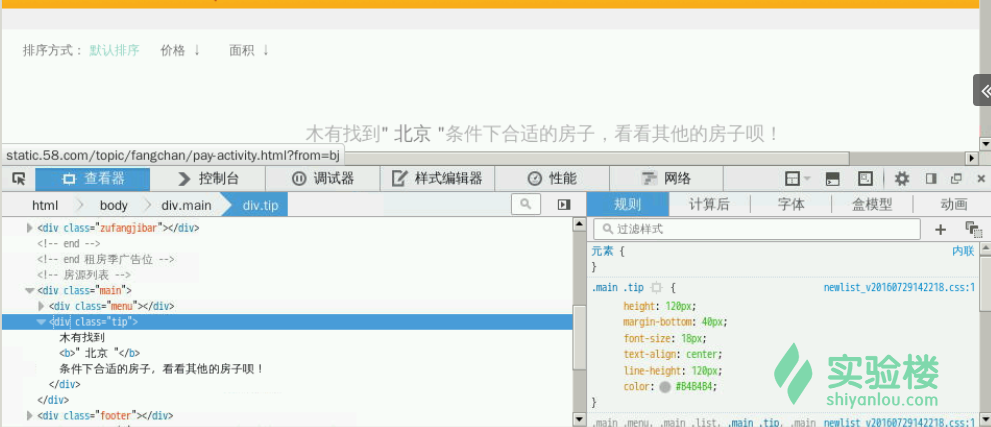 排序方式： 默认排序 价格 ↓ 面积 ↓
木有找到" 北京 "条件下合适的房子，看看其他的房子呗！
static.58.com/topic/fangchan/pay-activity.html?from=bj
查看器 控制台 调试器 样式编辑器 性能 网络
html body div.main div.tip
规则 计算后 字体 盒模型 动画
过滤样式
<div class="zufangjibar"></div>
<!-- end -->
<!-- end 租房季广告位 -->
<!-- 房源列表 -->
<div class="main">
<div class="menu"></div>
<div class="tip">
木有找到
<b>" 北京 "</b>
条件下合适的房子，看看其他的房子呗！
</div>
</div>
<div class="footer"></div>
元素 { 内联
}
.main .tip { newlist_v20160729142218.css:1
height: 120px;
margin-bottom: 40px;
font-size: 18px;
text-align: center;
line-height: 120px;
color: #B4B4B4;
}
.main .menu, .main .list, .main .tip, .main newlist_v20160729142218.css:1
实验楼
shiyanlou.com